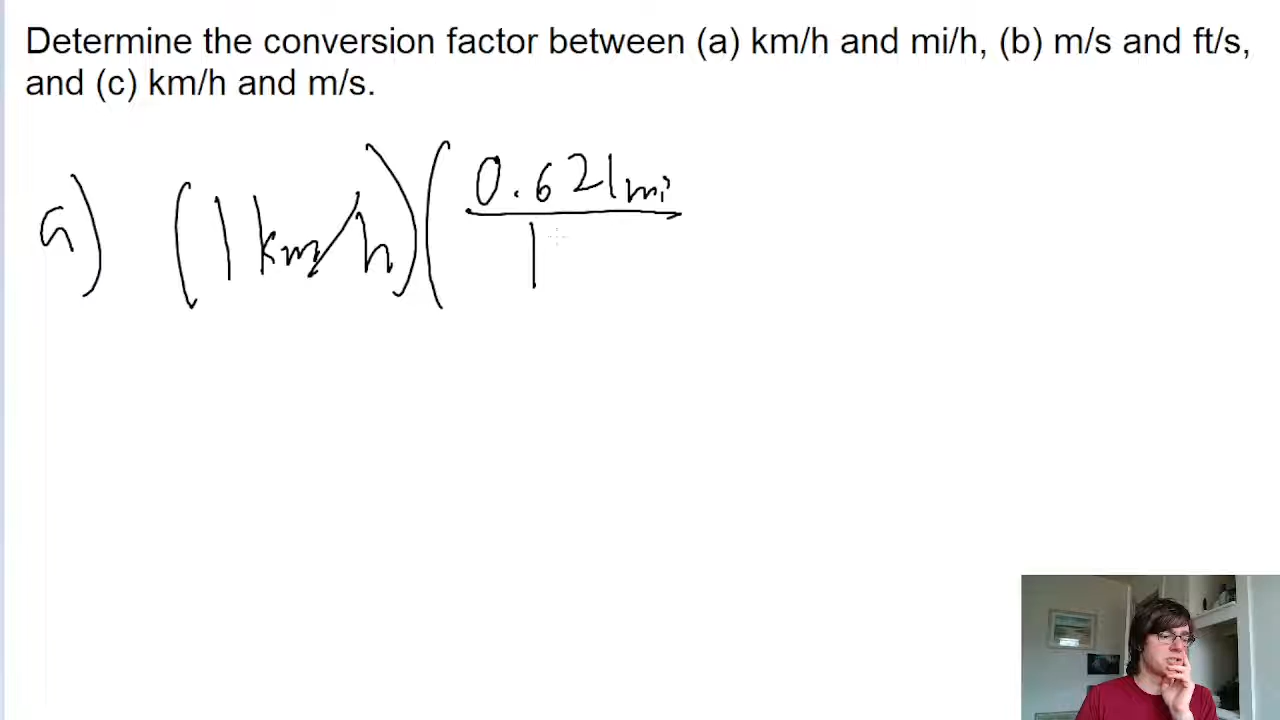 Determine the conversion factor between (a) km/h and mi/h, (b) m/s and ft/s,
and (c) km/h and m/s.
a) (1 km/h) ( 0.621 mi
1